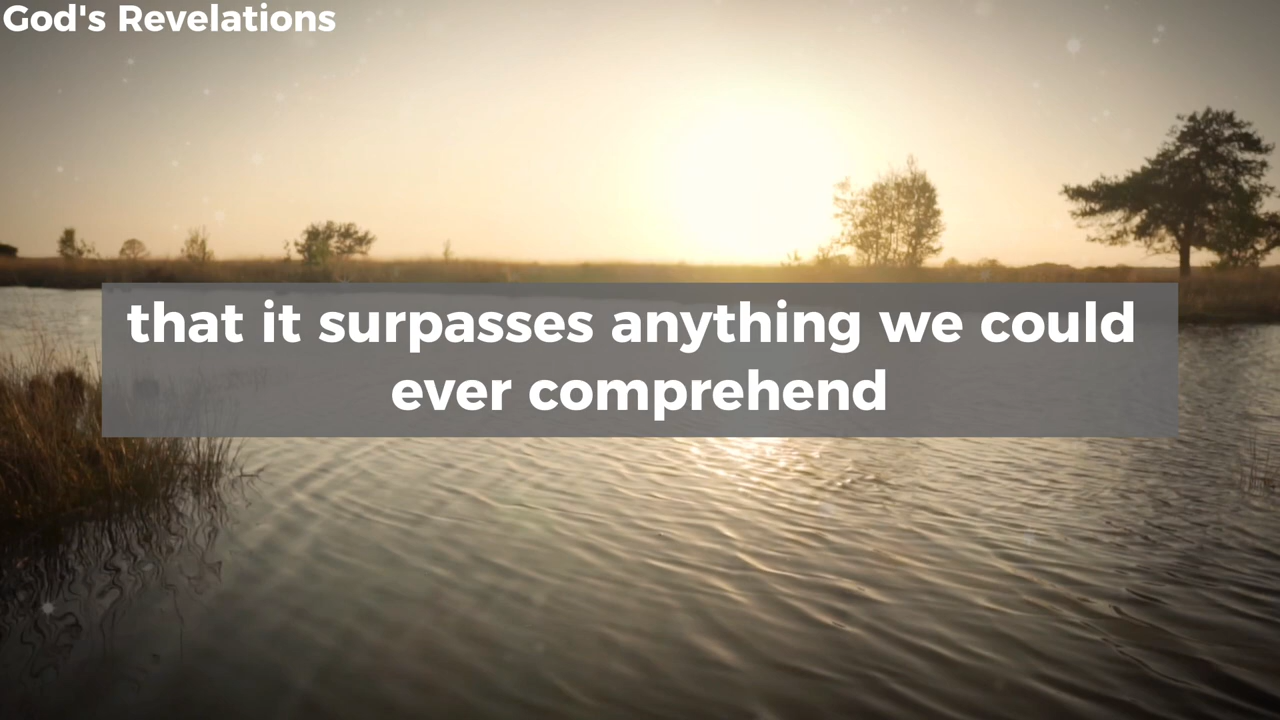 God's Revelations
that it surpasses anything we could
ever comprehend